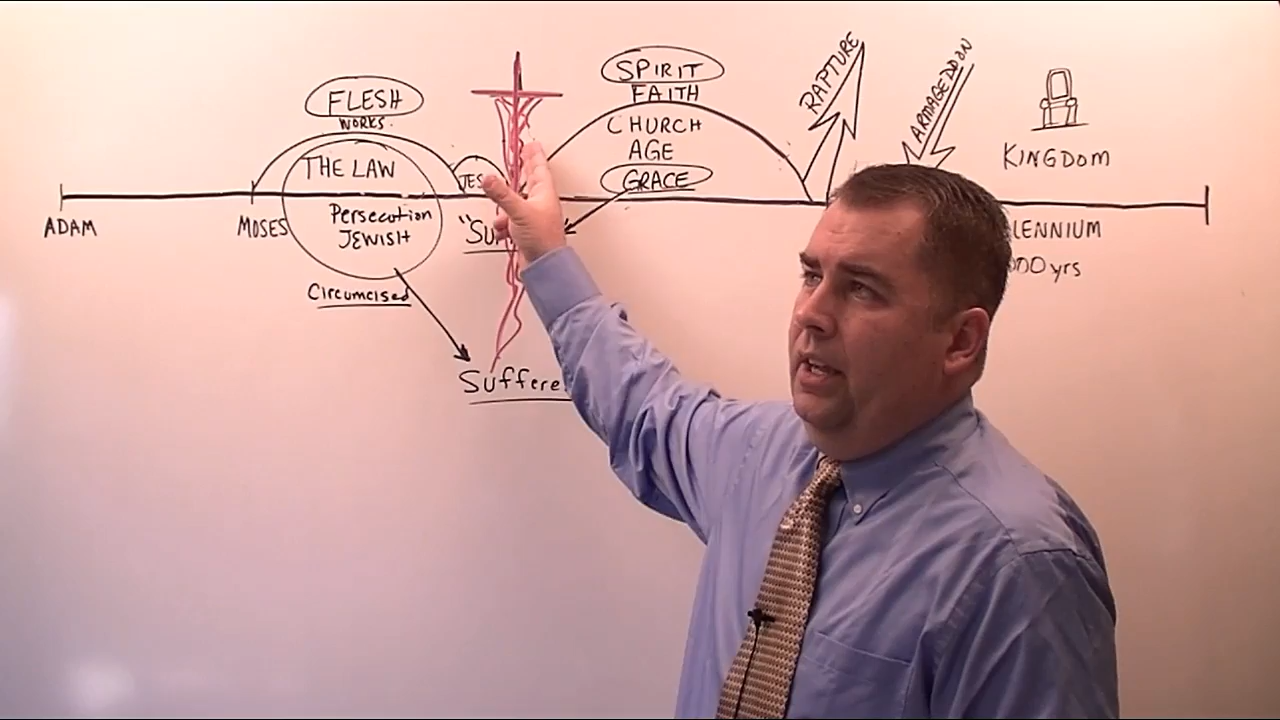 FLESH
WORKS.
THE LAW
Persecution
JEWISH
Circumcised
ADAM
MOSES
SPIRIT
FAITH
CHURCH
AGE
GRACE
RAPTURE
ARMAGEDDON
KINGDOM